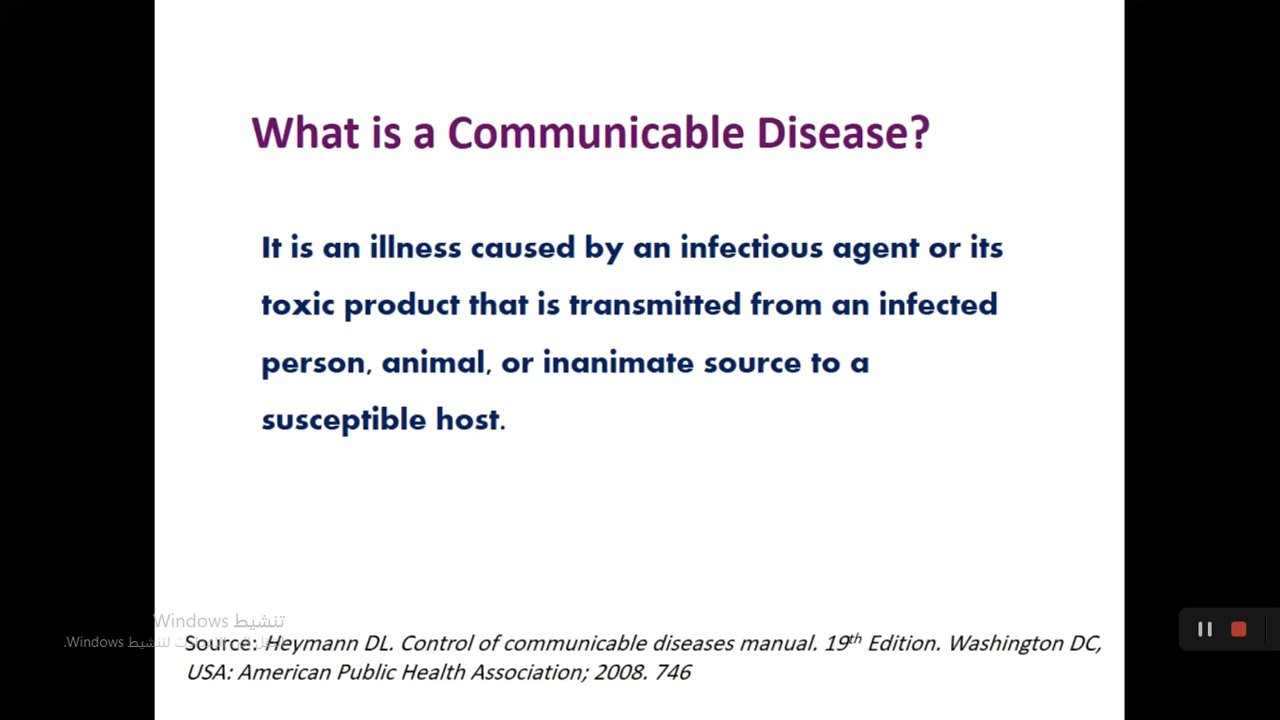 What is a Communicable Disease?
It is an illness caused by an infectious agent or its
toxic product that is transmitted from an infected
person, animal, or inanimate source to a
susceptible host.
تنشيط Windows
لتنشيط Windows.
Source: Heymann DL. Control of communicable diseases manual. 19th Edition. Washington DC,
USA: American Public Health Association; 2008. 746